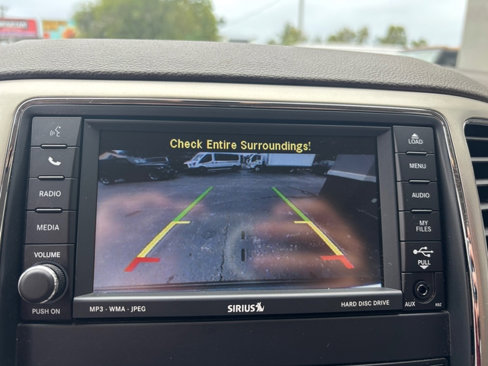 Check Entire Surroundings!
RADIO
MEDIA
VOLUME
PUSH ON
LOAD
MENU
AUDIO
MY
FILES
PULL
AUX
MP3 - WMA - JPEG
SIRIUS
HARD DISC DRIVE